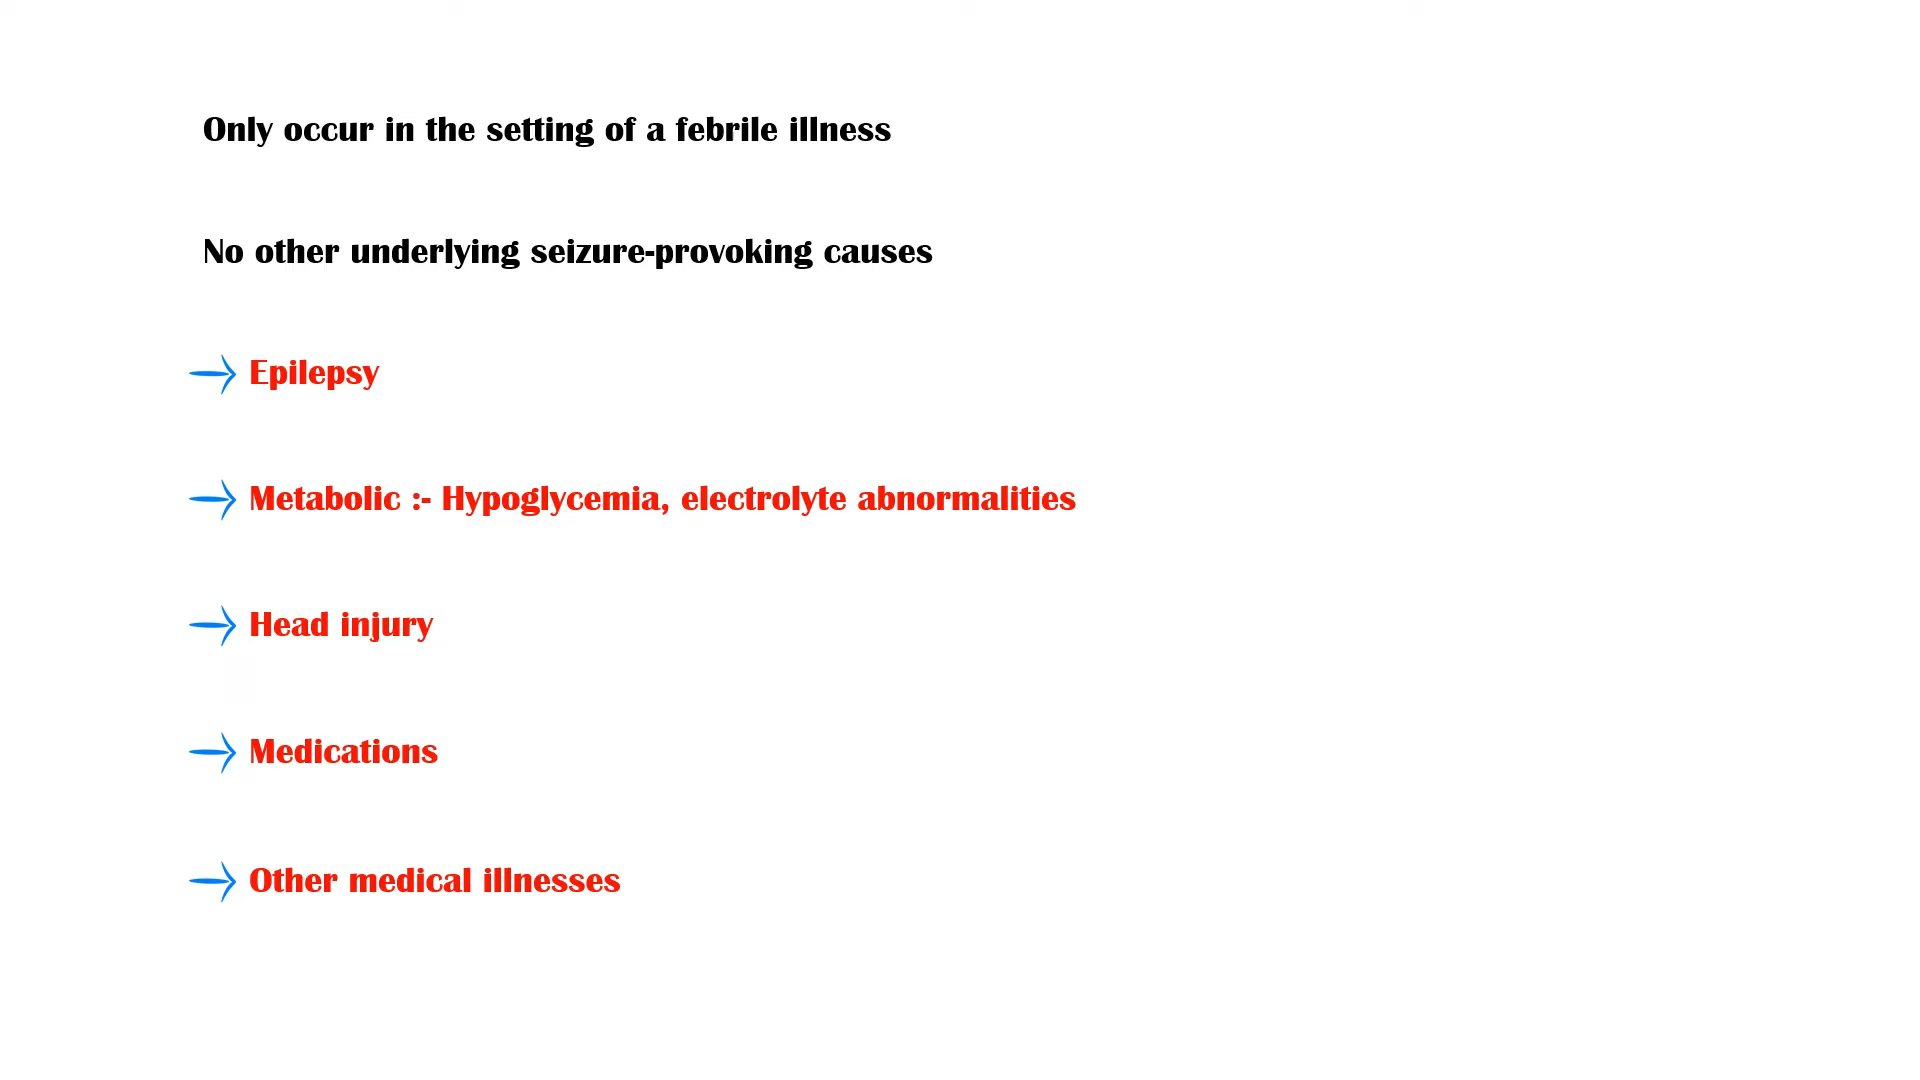 Only occur in the setting of a febrile illness
No other underlying seizure-provoking causes
→ Epilepsy
→ Metabolic :- Hypoglycemia, electrolyte abnormalities
→ Head injury
→ Medications
→ Other medical illnesses